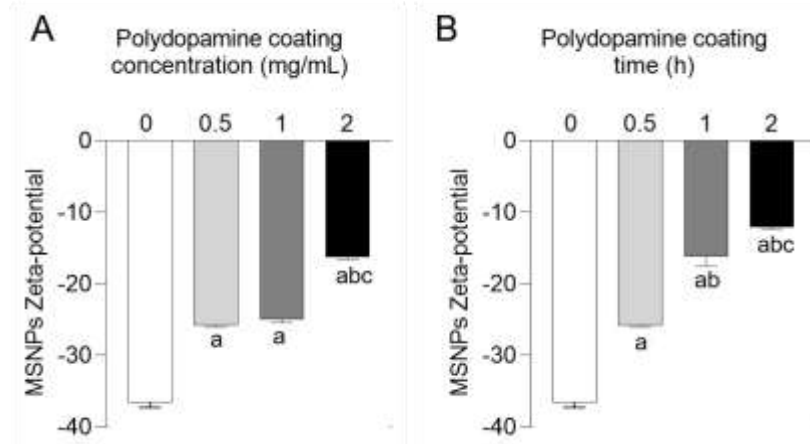 A
Polydopamine coating
concentration (mg/mL)
0 0.5 1 2
MSNPs Zeta-potential
0
-10
-20
-30
-40
a a abc
B
Polydopamine coating
time (h)
0 0.5 1 2
MSNPs Zeta-potential
0
-10
-20
-30
-40
a ab abc